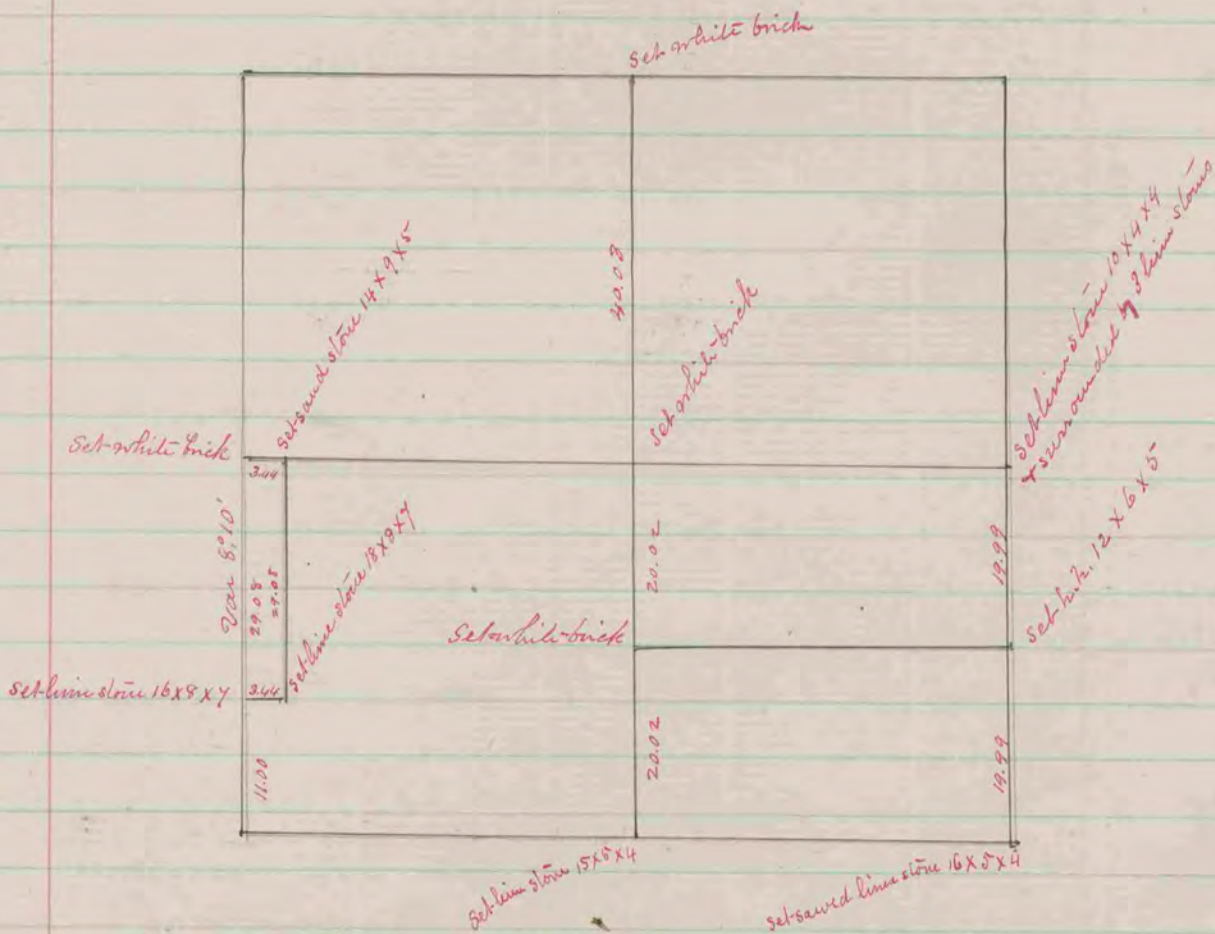 Set white brick
40.08
Set sand stone 14 X 9 X 5
Set white brick
Set lime stone 10 X 4 X 4
& surrounded by 3 lime stones
Set white brick
3.44
Var 8° 10'
29.08
29.08
Set lime stone 18 X 9 X 7
20.02
19.99
12 X 6 X 5
Set white brick
Set lime stone 16 X 8 X 7
3.44
11.00
20.02
19.99
Set lime stone 15 X 5 X 4
Set sawed lime stone 16 X 5 X 4